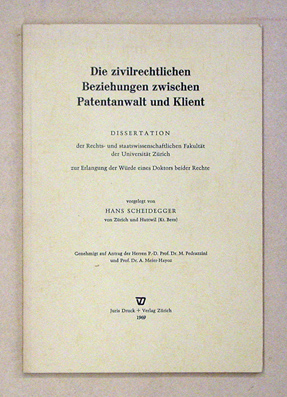 Die zivilrechtlichen
Beziehungen zwischen
Patentanwalt und Klient
DISSERTATION
der Rechts- und staatswissenschaftlichen Fakultät
der Universität Zürich
zur Erlangung der Würde eines Doktors beider Rechte
vorgelegt von
HANS SCHEIDEGGER
von Zürich und Huttwil (Kt. Bern)
Genehmigt auf Antrag der Herren P.-D. Prof. Dr. M. Pedrazzini
und Prof. Dr. A. Meier-Hayoz
Juris Druck + Verlag Zürich
1969